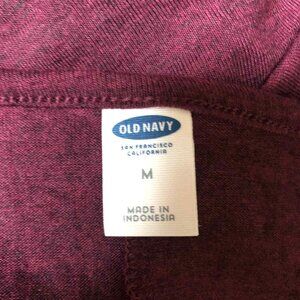 OLD NAVY
SAN FRANCISCO
CALIFORNIA
M
MADE IN
INDONESIA